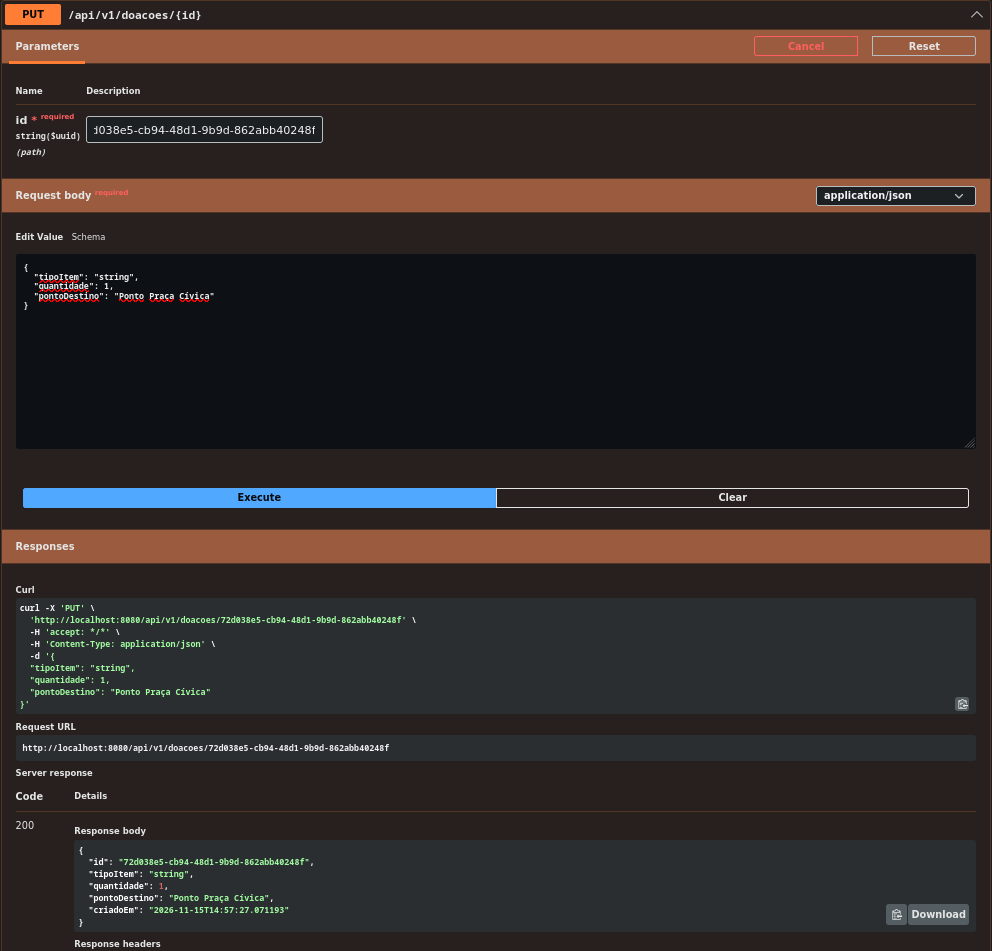 PUT /api/v1/doacoes/{id}
Parameters
Cancel
Reset
Name Description
id * required
string($uuid)
(path)
d038e5-cb94-48d1-9b9d-862abb40248f
Request body required
application/json
Edit Value Schema
{
  "tipoItem": "string",
  "quantidade": 1,
  "pontoDestino": "Ponto Praça Cívica"
}
Execute
Clear
Responses
Curl
curl -X 'PUT' \
  'http://localhost:8080/api/v1/doacoes/72d038e5-cb94-48d1-9b9d-862abb40248f' \
  -H 'accept: */*' \
  -H 'Content-Type: application/json' \
  -d '{
  "tipoItem": "string",
  "quantidade": 1,
  "pontoDestino": "Ponto Praça Cívica"
}'
Request URL
http://localhost:8080/api/v1/doacoes/72d038e5-cb94-48d1-9b9d-862abb40248f
Server response
Code Details
200
Response body
{
  "id": "72d038e5-cb94-48d1-9b9d-862abb40248f",
  "tipoItem": "string",
  "quantidade": 1,
  "pontoDestino": "Ponto Praça Cívica",
  "criadoEm": "2026-11-15T14:57:27.071193"
}
Download
Response headers